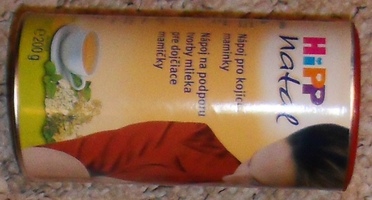 HiPP
Natal
Nápoj pro kojící
maminky
Nápoj na podporu
tvorby mlieka
pre dojčiace
mamičky
℮200g